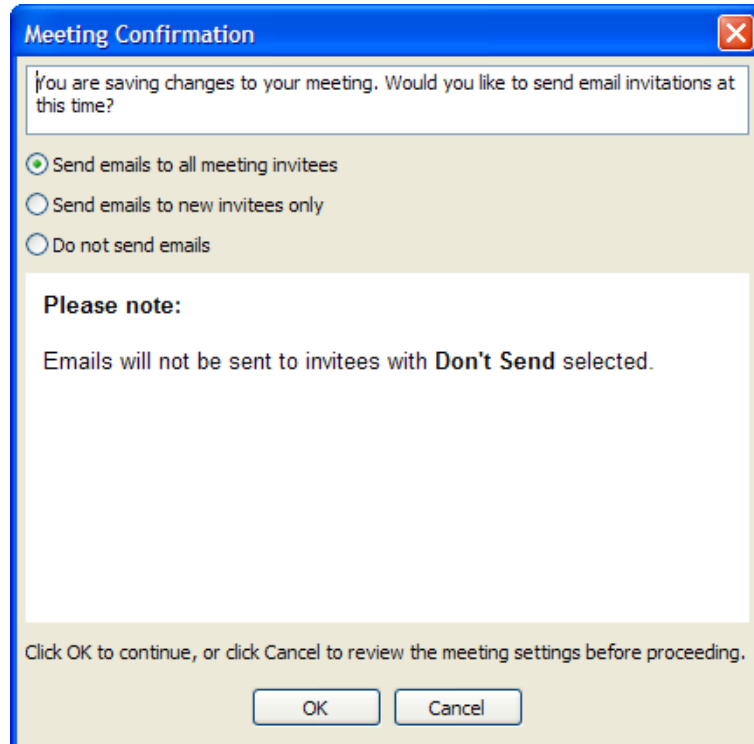 Meeting Confirmation
You are saving changes to your meeting. Would you like to send email invitations at
this time?
Send emails to all meeting invitees
Send emails to new invitees only
Do not send emails
Please note:
Emails will not be sent to invitees with Don't Send selected.
Click OK to continue, or click Cancel to review the meeting settings before proceeding.
OK Cancel